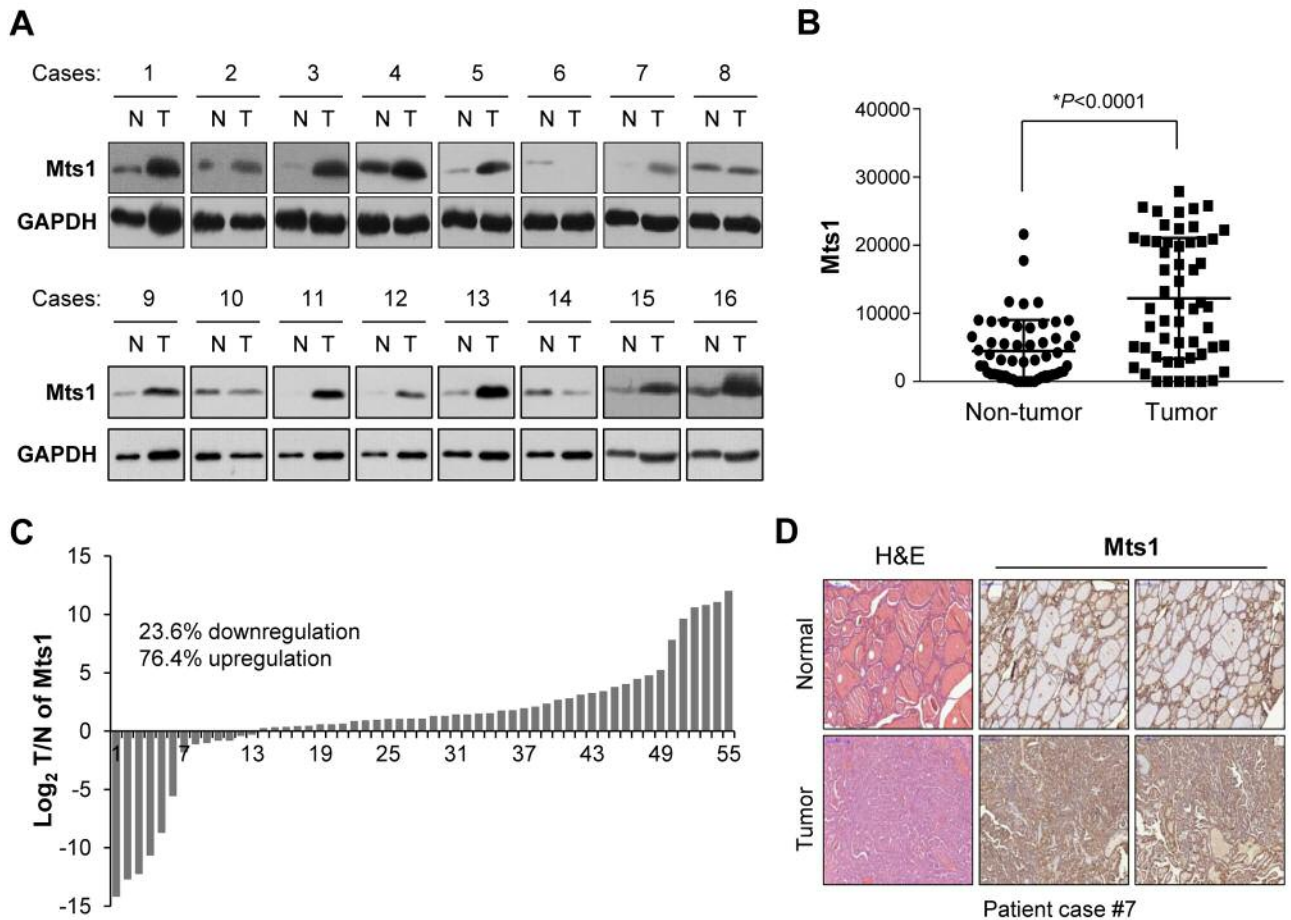 A
Cases: 1 2 3 4 5 6 7 8
N T N T N T N T N T N T N T N T
Mts1
GAPDH
Cases: 9 10 11 12 13 14 15 16
N T N T N T N T N T N T N T N T
Mts1
GAPDH
B
*P<0.0001
40000
30000
20000
10000
0
Mts1
Non-tumor Tumor
C
15
10
5
0
-5
-10
-15
Log₂ T/N of Mts1
23.6% downregulation
76.4% upregulation
1 7 13 19 25 31 37 43 49 55
D
H&E Mts1
Normal
Tumor
Patient case #7